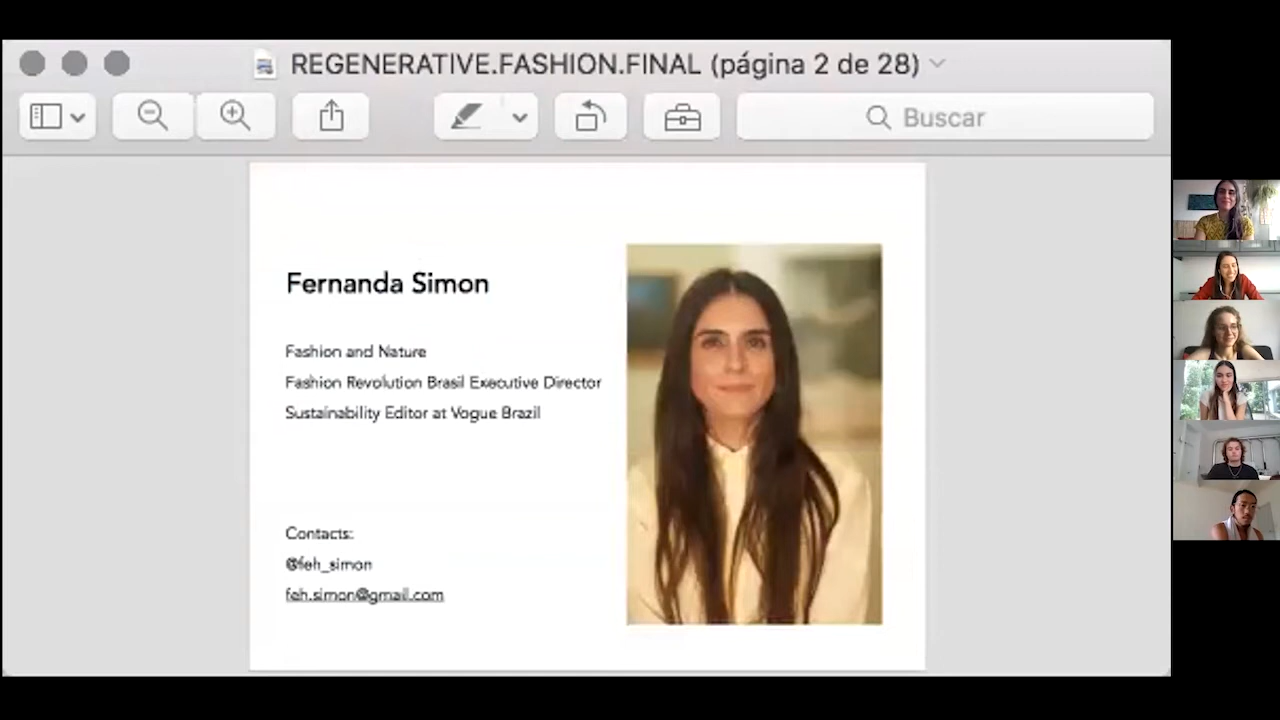 REGENERATIVE.FASHION.FINAL (página 2 de 28)
Buscar
Fernanda Simon
Fashion and Nature
Fashion Revolution Brasil Executive Director
Sustainability Editor at Vogue Brazil
Contacts:
@feh_simon
feh.simon@gmail.com